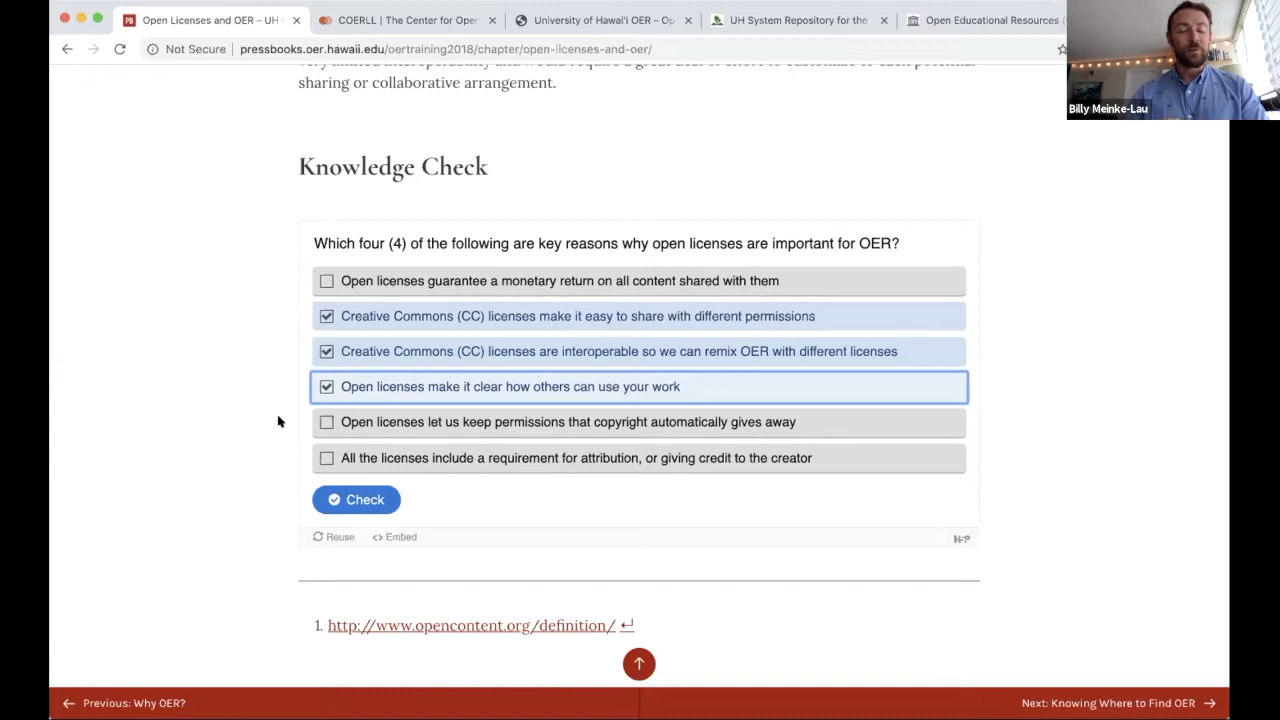 Open Licenses and OER – UH
COERLL | The Center for Open
University of Hawai'i OER – Op
UH System Repository for the
Open Educational Resources (
Not Secure
pressbooks.oer.hawaii.edu/oertraining2018/chapter/open-licenses-and-oer/
Billy Meinke-Lau
sharing or collaborative arrangement.
Knowledge Check
Which four (4) of the following are key reasons why open licenses are important for OER?
Open licenses guarantee a monetary return on all content shared with them
Creative Commons (CC) licenses make it easy to share with different permissions
Creative Commons (CC) licenses are interoperable so we can remix OER with different licenses
Open licenses make it clear how others can use your work
Open licenses let us keep permissions that copyright automatically gives away
All the licenses include a requirement for attribution, or giving credit to the creator
Check
Reuse <> Embed
H5P
1. http://www.opencontent.org/definition/ ↵
← Previous: Why OER?
Next: Knowing Where to Find OER →